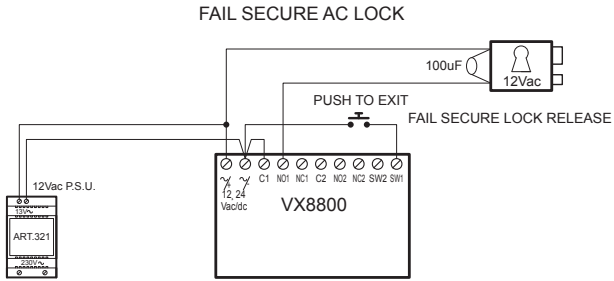 FAIL SECURE AC LOCK
100uF
12Vac
PUSH TO EXIT
FAIL SECURE LOCK RELEASE
C1 NO1 NC1 C2 NO2 NC2 SW2 SW1
12, 24
Vac/dc
VX8800
12Vac P.S.U.
13V~
ART.321
230V~